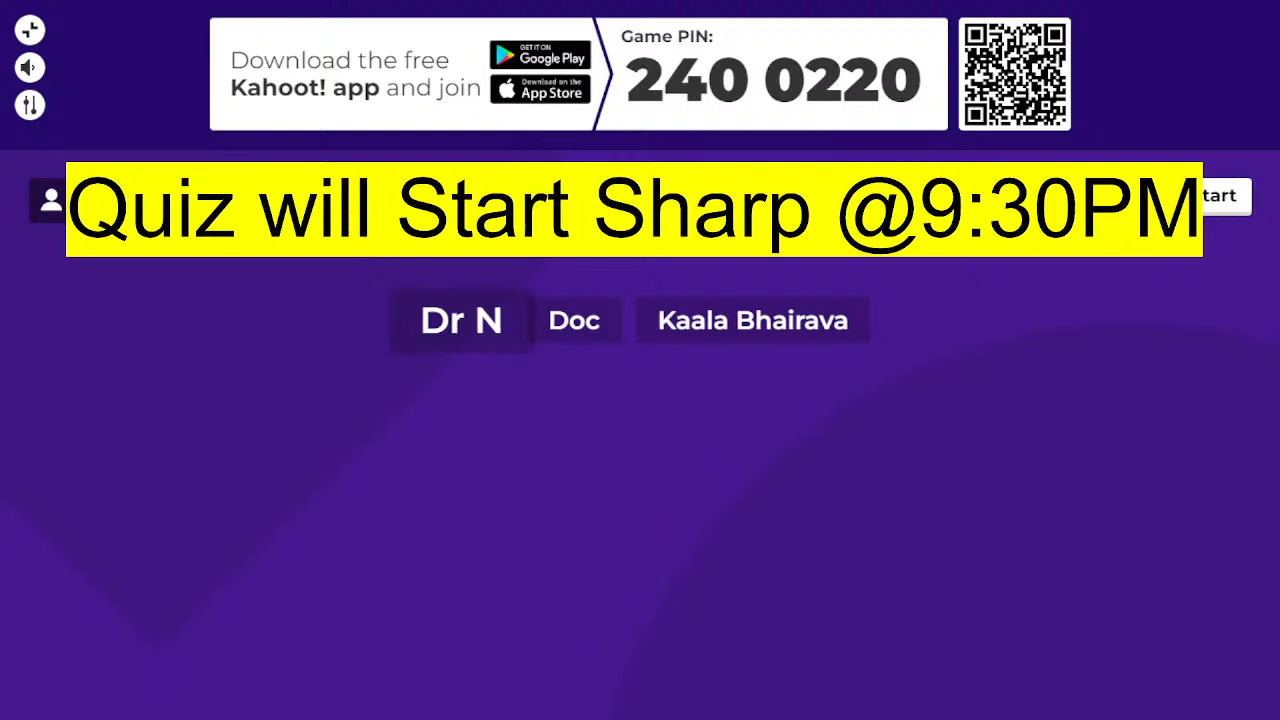 Download the free
Kahoot! app and join
GET IT ON
Google Play
Download on the
App Store
Game PIN:
240 0220
Quiz will Start Sharp @9:30PM
tart
Dr N
Doc
Kaala Bhairava